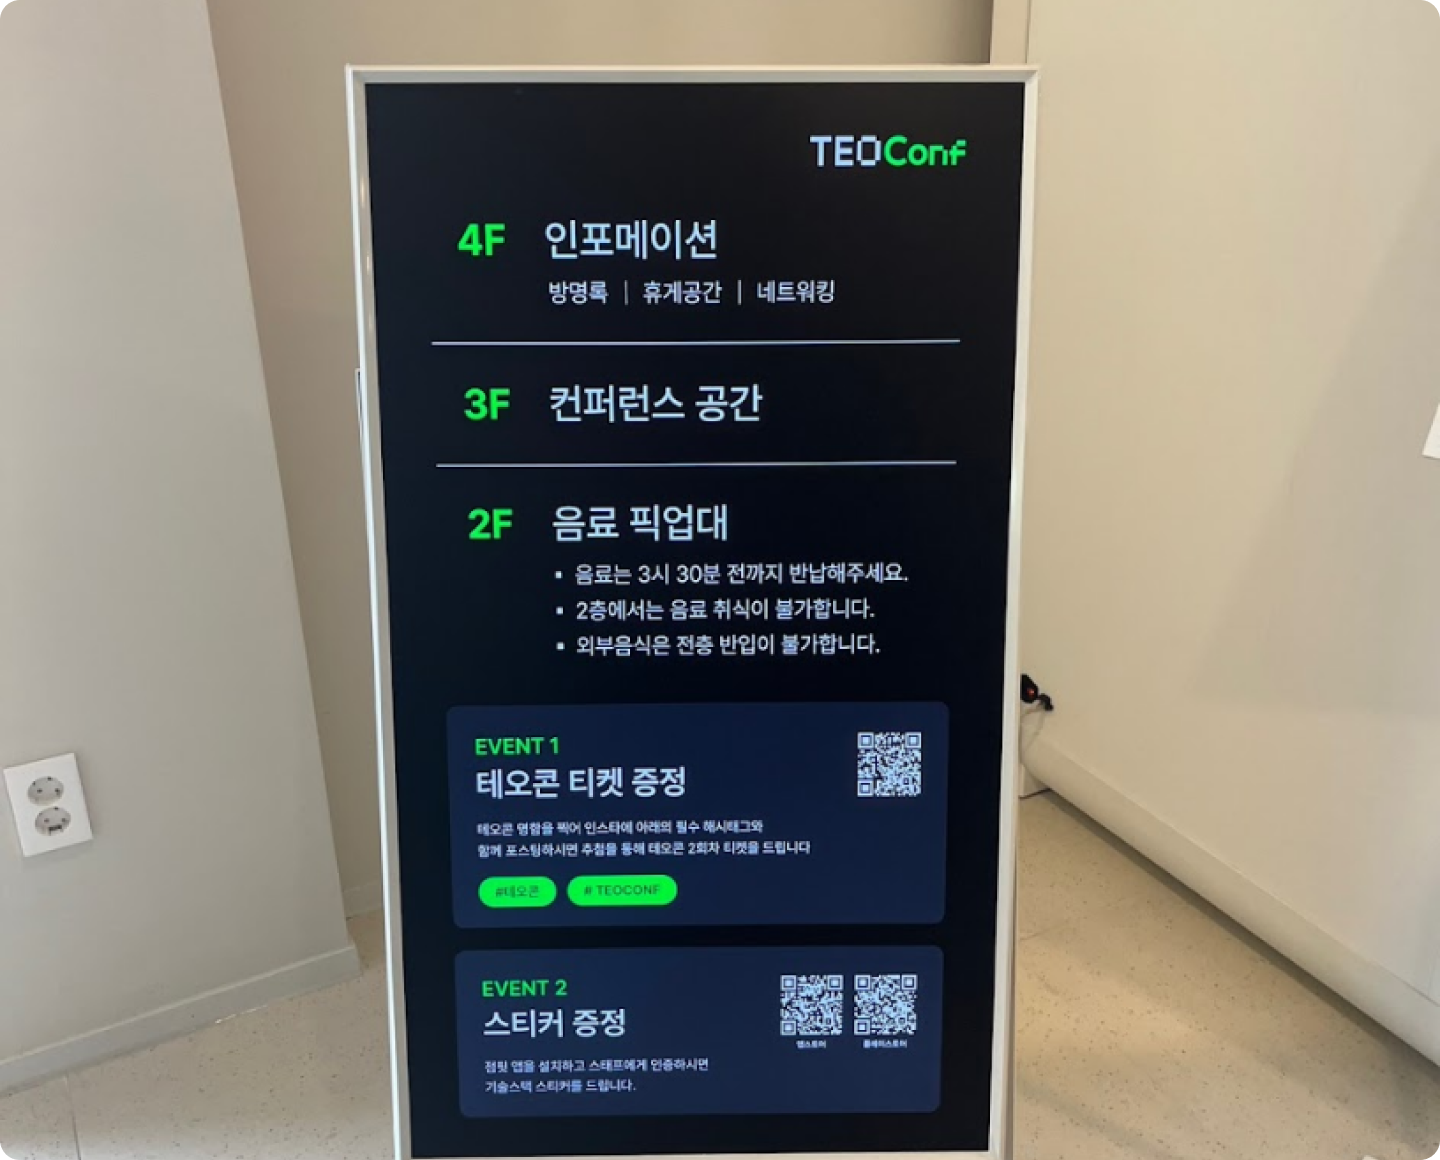 TEOConf
4F 인포메이션
방명록 | 휴게공간 | 네트워킹
3F 컨퍼런스 공간
2F 음료 픽업대
▪ 음료는 3시 30분 전까지 반납해주세요.
▪ 2층에서는 음료 취식이 불가합니다.
▪ 외부음식은 전층 반입이 불가합니다.
EVENT 1
테오콘 티켓 증정
테오콘 명함을 찍어 인스타에 아래의 필수 해시태그와
함께 포스팅하시면 추첨을 통해 테오콘 2회차 티켓을 드립니다
#테오콘 # TEOCONF
EVENT 2
스티커 증정
앱스토어 플레이스토어
점핏 앱을 설치하고 스태프에게 인증하시면
기술스택 스티커를 드립니다.